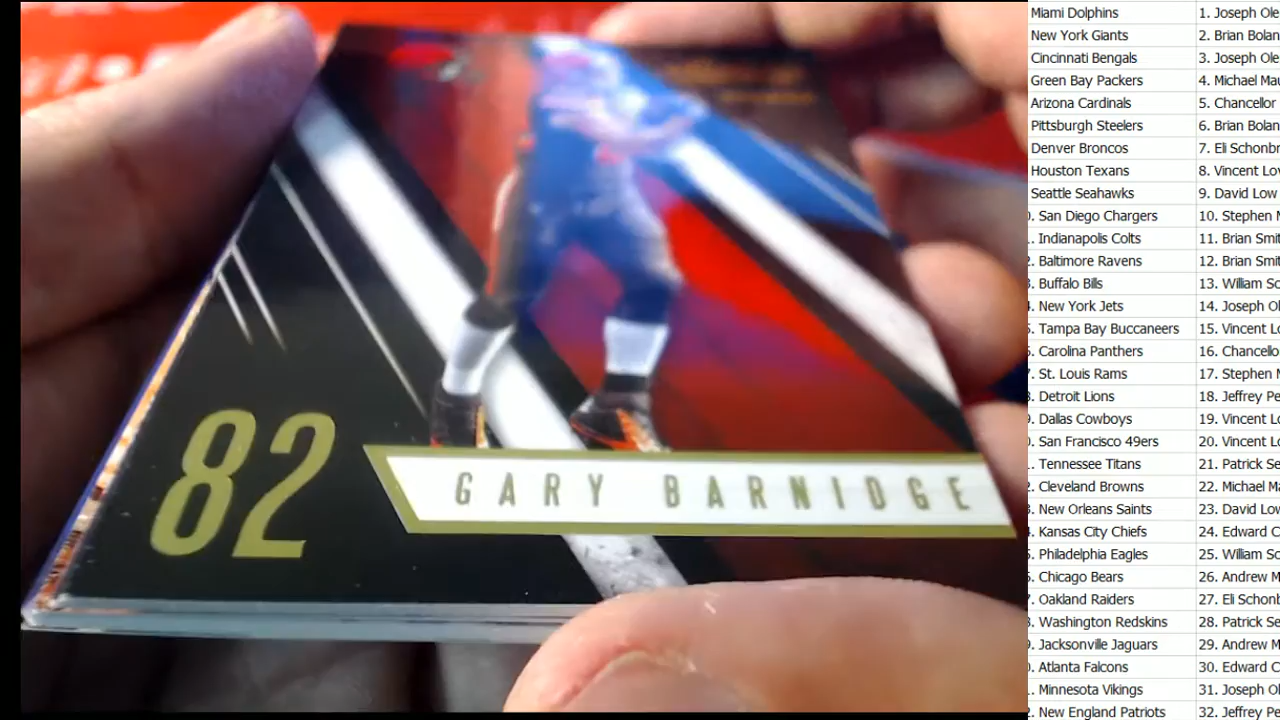 82
GARY BARNIDGE
Miami Dolphins 1. Joseph Ole
New York Giants 2. Brian Bolan
Cincinnati Bengals 3. Joseph Ole
Green Bay Packers 4. Michael Mau
Arizona Cardinals 5. Chancellor
Pittsburgh Steelers 6. Brian Bolan
Denver Broncos 7. Eli Schonbr
Houston Texans 8. Vincent Lov
Seattle Seahawks 9. David Low
. San Diego Chargers 10. Stephen
. Indianapolis Colts 11. Brian Smit
. Baltimore Ravens 12. Brian Smit
. Buffalo Bills 13. William Sc
. New York Jets 14. Joseph Ol
. Tampa Bay Buccaneers 15. Vincent Lo
. Carolina Panthers 16. Chancello
. St. Louis Rams 17. Stephen
. Detroit Lions 18. Jeffrey Pe
. Dallas Cowboys 19. Vincent Lo
. San Francisco 49ers 20. Vincent Lo
. Tennessee Titans 21. Patrick Se
. Cleveland Browns 22. Michael Ma
. New Orleans Saints 23. David Low
. Kansas City Chiefs 24. Edward C
. Philadelphia Eagles 25. William Sc
. Chicago Bears 26. Andrew M
. Oakland Raiders 27. Eli Schonb
. Washington Redskins 28. Patrick Se
. Jacksonville Jaguars 29. Andrew M
. Atlanta Falcons 30. Edward C
. Minnesota Vikings 31. Joseph Ol
. New England Patriots 32. Jeffrey Pe